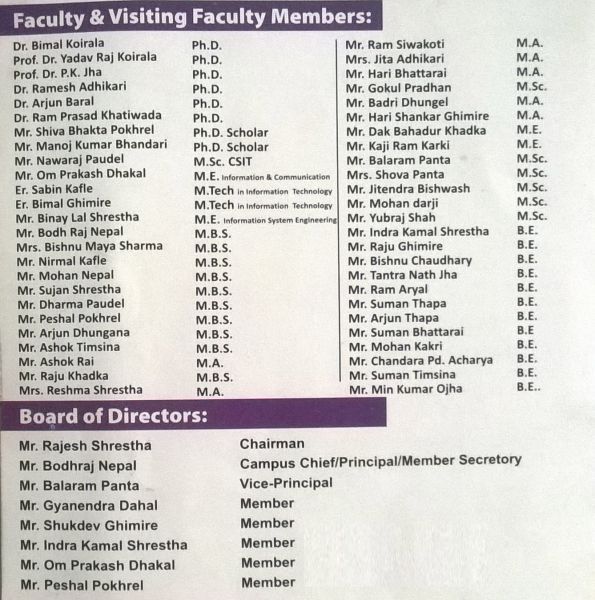 Faculty & Visiting Faculty Members:
Dr. Bimal Koirala Ph.D.
Prof. Dr. Yadav Raj Koirala Ph.D.
Prof. Dr. P.K. Jha Ph.D.
Dr. Ramesh Adhikari Ph.D.
Dr. Arjun Baral Ph.D.
Dr. Ram Prasad Khatiwada Ph.D.
Mr. Shiva Bhakta Pokhrel Ph.D. Scholar
Mr. Manoj Kumar Bhandari Ph.D. Scholar
Mr. Nawaraj Paudel M.Sc. CSIT
Mr. Om Prakash Dhakal M.E. Information & Communication
Er. Sabin Kafle M.Tech in Information Technology
Er. Bimal Ghimire M.Tech in Information Technology
Mr. Binay Lal Shrestha M.E. Information System Engineering
Mr. Bodh Raj Nepal M.B.S.
Mrs. Bishnu Maya Sharma M.B.S.
Mr. Nirmal Kafle M.B.S.
Mr. Mohan Nepal M.B.S.
Mr. Sujan Shrestha M.B.S.
Mr. Dharma Paudel M.B.S.
Mr. Peshal Pokhrel M.B.S.
Mr. Arjun Dhungana M.B.S.
Mr. Ashok Timsina M.B.S.
Mr. Ashok Rai M.A.
Mr. Raju Khadka M.B.S.
Mrs. Reshma Shrestha M.A.
Mr. Ram Siwakoti M.A.
Mrs. Jita Adhikari M.A.
Mr. Hari Bhattarai M.A.
Mr. Gokul Pradhan M.Sc.
Mr. Badri Dhungel M.A.
Mr. Hari Shankar Ghimire M.A.
Mr. Dak Bahadur Khadka M.E.
Mr. Kaji Ram Karki M.E.
Mr. Balaram Panta M.Sc.
Mrs. Shova Panta M.Sc.
Mr. Jitendra Bishwash M.Sc.
Mr. Mohan darji M.Sc.
Mr. Yubraj Shah M.Sc.
Mr. Indra Kamal Shrestha B.E.
Mr. Raju Ghimire B.E.
Mr. Bishnu Chaudhary B.E.
Mr. Tantra Nath Jha B.E.
Mr. Ram Aryal B.E.
Mr. Suman Thapa B.E.
Mr. Arjun Thapa B.E.
Mr. Suman Bhattarai B.E
Mr. Mohan Kakri B.E.
Mr. Chandara Pd. Acharya B.E.
Mr. Suman Timsina B.E.
Mr. Min Kumar Ojha B.E..
Board of Directors:
Mr. Rajesh Shrestha Chairman
Mr. Bodhraj Nepal Campus Chief/Principal/Member Secretory
Mr. Balaram Panta Vice-Principal
Mr. Gyanendra Dahal Member
Mr. Shukdev Ghimire Member
Mr. Indra Kamal Shrestha Member
Mr. Om Prakash Dhakal Member
Mr. Peshal Pokhrel Member